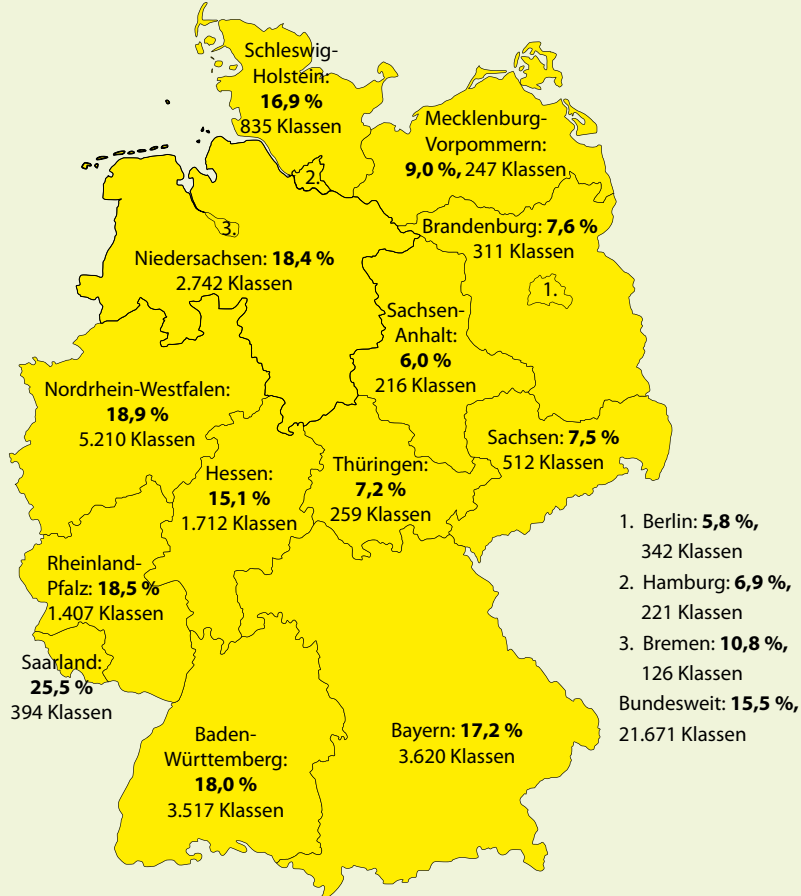 Schleswig-
Holstein:
16,9 %
835 Klassen
Mecklenburg-
Vorpommern:
9,0 %, 247 Klassen
2.
3.
Brandenburg: 7,6 %
311 Klassen
1.
Niedersachsen: 18,4 %
2.742 Klassen
Sachsen-
Anhalt:
6,0 %
216 Klassen
Nordrhein-Westfalen:
18,9 %
5.210 Klassen
Sachsen: 7,5 %
512 Klassen
Hessen:
15,1 %
1.712 Klassen
Thüringen:
7,2 %
259 Klassen
Rheinland-
Pfalz: 18,5 %
1.407 Klassen
Saarland:
25,5 %
394 Klassen
Baden-
Württemberg:
18,0 %
3.517 Klassen
Bayern: 17,2 %
3.620 Klassen
1. Berlin: 5,8 %,
342 Klassen
2. Hamburg: 6,9 %,
221 Klassen
3. Bremen: 10,8 %,
126 Klassen
Bundesweit: 15,5 %,
21.671 Klassen